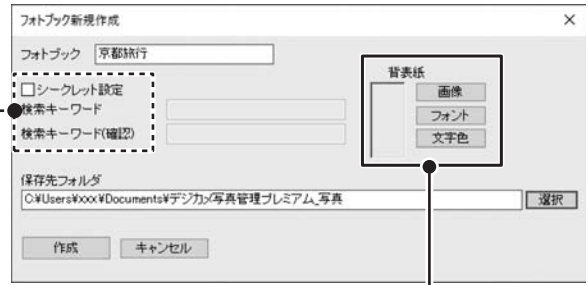 フォトブック新規作成
フォトブック 京都旅行
背表紙
画像
フォント
文字色
シークレット設定
検索キーワード
検索キーワード(確認)
保存先フォルダ
C:¥Users¥xxx¥Documents¥デジカメ写真管理プレミアム_写真 選択
作成 キャンセル